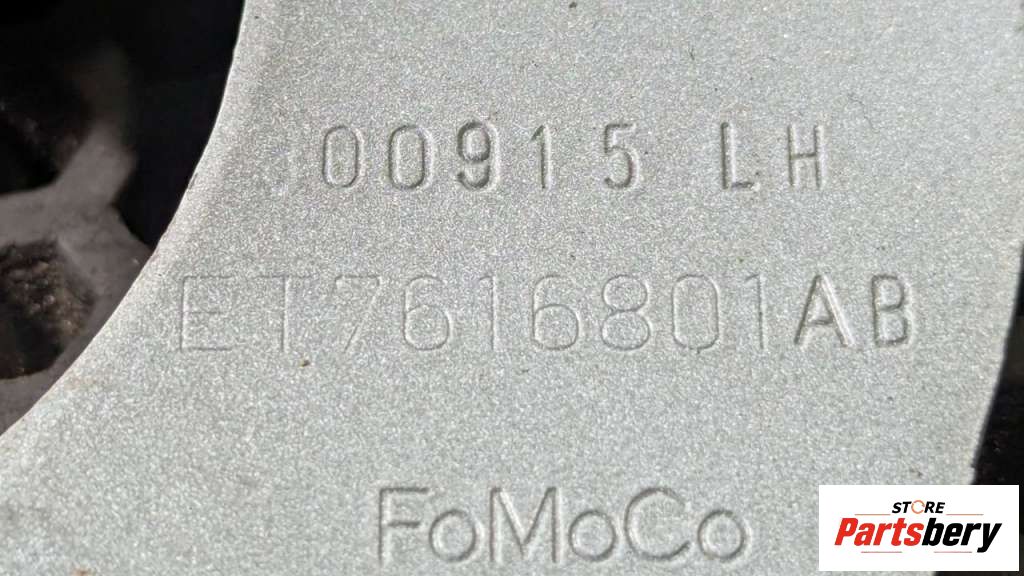 00915 LH
ET7616801AB
FoMoCo
STORE
Partsbery